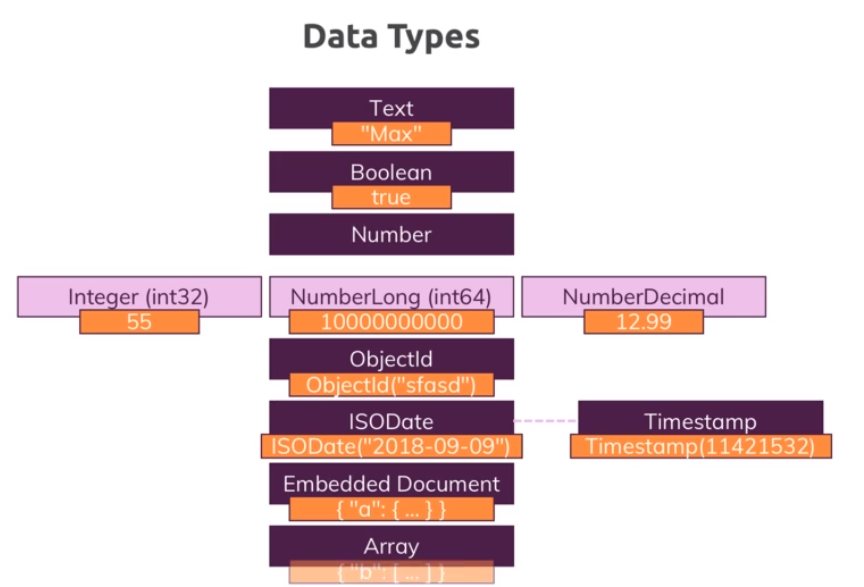 Data Types
Text
"Max"
Boolean
true
Number
Integer (int32)
55
NumberLong (int64)
10000000000
NumberDecimal
12.99
ObjectId
ObjectId("sfasd")
ISODate
ISODate("2018-09-09")
Timestamp
Timestamp(11421532)
Embedded Document
{ "a": { ... } }
Array
{ "b": [ ... ] }